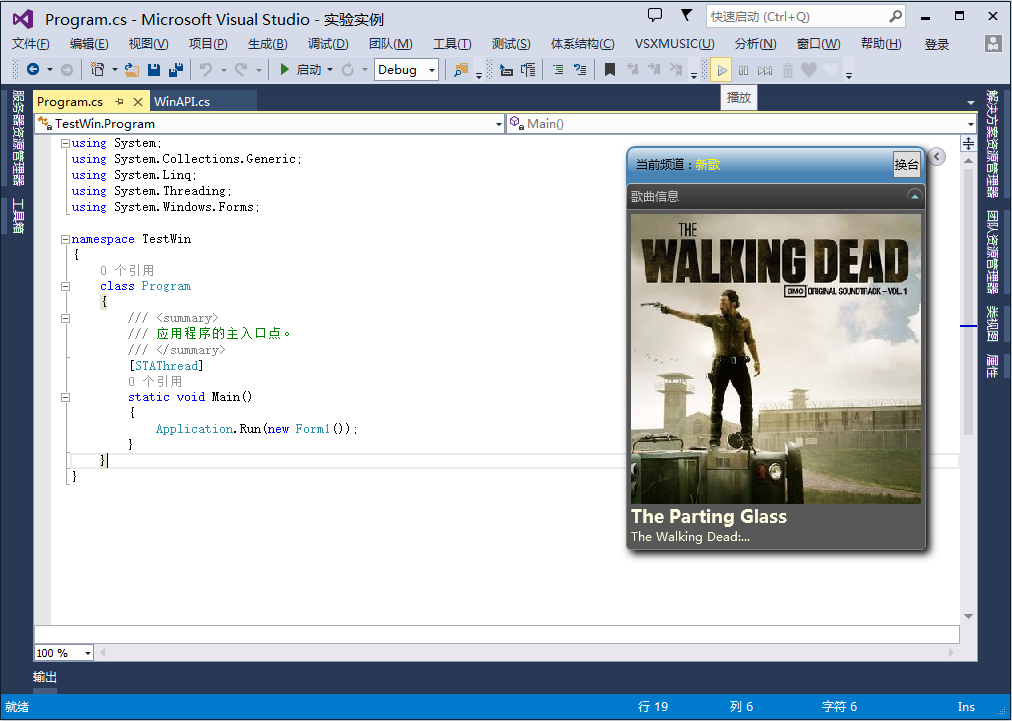 Program.cs - Microsoft Visual Studio - 实验实例
快速启动 (Ctrl+Q)
文件(F) 编辑(E) 视图(V) 项目(P) 生成(B) 调试(D) 团队(M) 工具(T) 测试(S) 体系结构(C) VSXMUSIC(U) 分析(N) 窗口(W) 帮助(H) 登录
启动 Debug
播放
服务器资源管理器
工具箱
Program.cs WinAPI.cs
TestWin.Program Main()
using System;
using System.Collections.Generic;
using System.Linq;
using System.Threading;
using System.Windows.Forms;
namespace TestWin
{
0 个引用
class Program
{
/// <summary>
/// 应用程序的主入口点。
/// </summary>
[STAThread]
0 个引用
static void Main()
{
Application.Run(new Form1());
}
}
}
当前频道：新歌 换台
歌曲信息
THE
WALKING DEAD
AMC ORIGINAL SOUNDTRACK – VOL. 1
The Parting Glass
The Walking Dead:...
解决方案资源管理器
团队资源管理器
类视图
属性
100 %
输出
就绪 行 19 列 6 字符 6 Ins